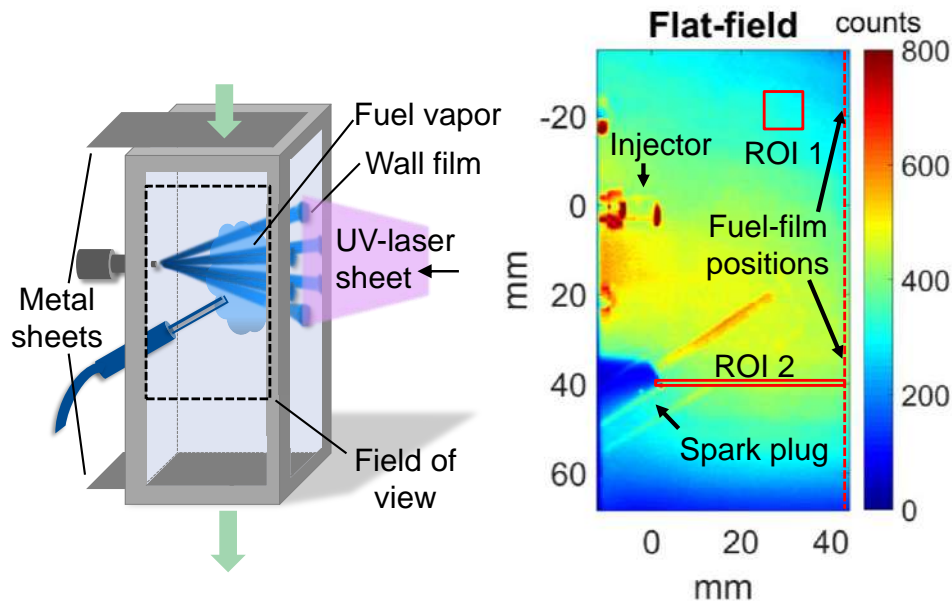 Fuel vapor
Wall film
UV-laser
sheet
Metal
sheets
Field of
view
Flat-field
counts
800
600
400
200
0
-20
0
20
40
60
mm
0
20
40
mm
ROI 1
Injector
Fuel-film
positions
ROI 2
Spark plug